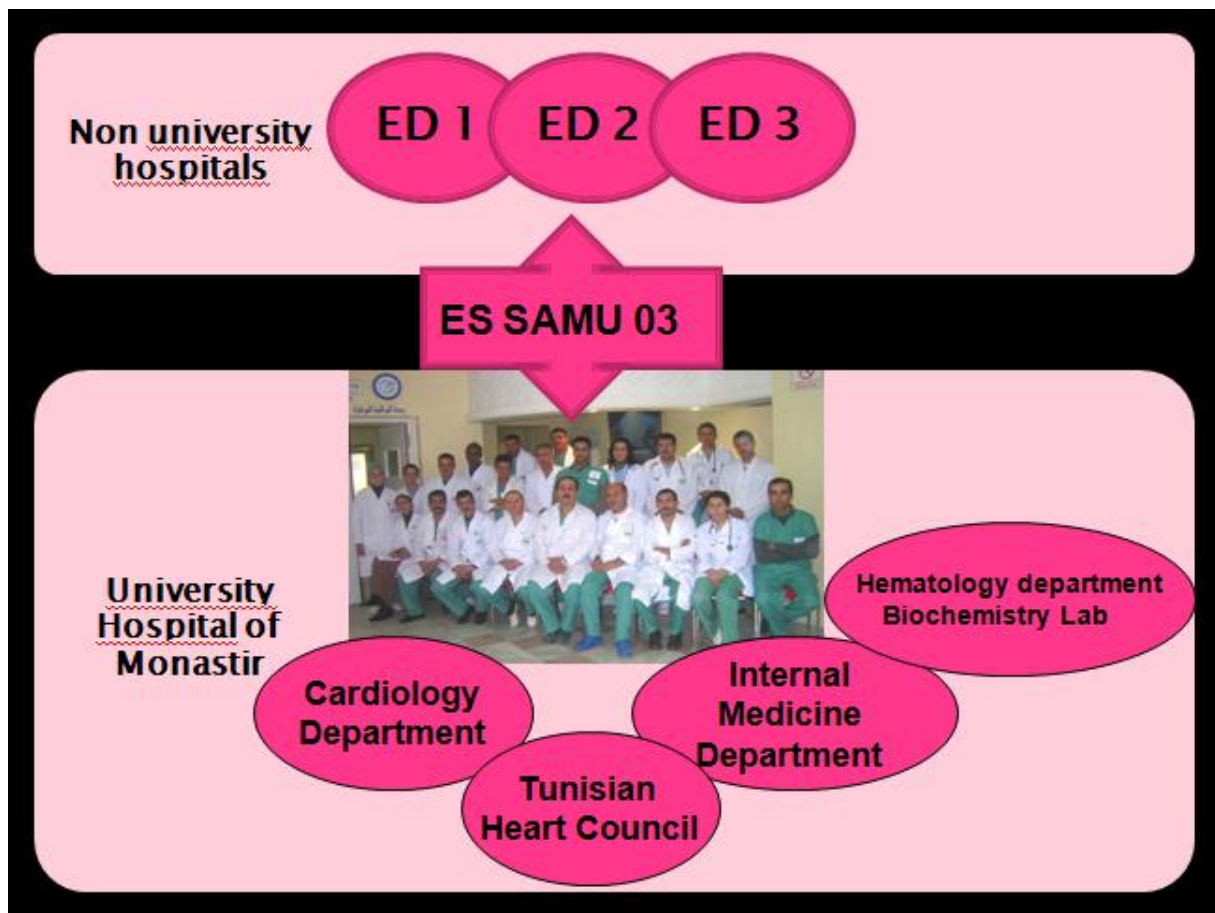 Non university
hospitals
ED 1
ED 2
ED 3
ES SAMU 03
University
Hospital of
Monastir
Hematology department
Biochemistry Lab
Cardiology
Department
Internal
Medicine
Department
Tunisian
Heart Council